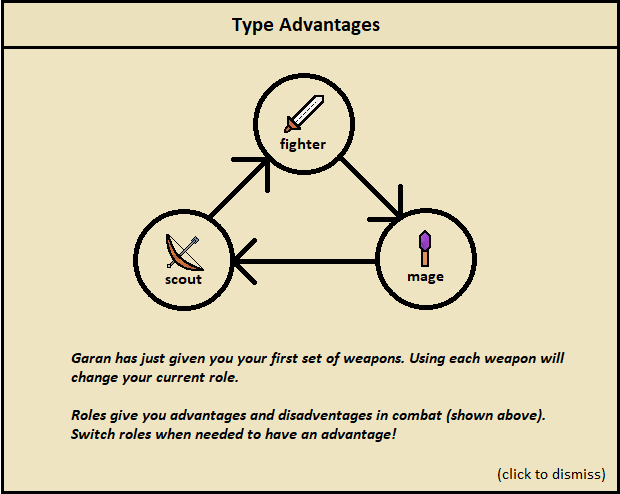 Type Advantages
fighter
scout
mage
Garan has just given you your first set of weapons. Using each weapon will
change your current role.
Roles give you advantages and disadventages in combat (shown above).
Switch roles when needed to have an advantage!
(click to dismiss)